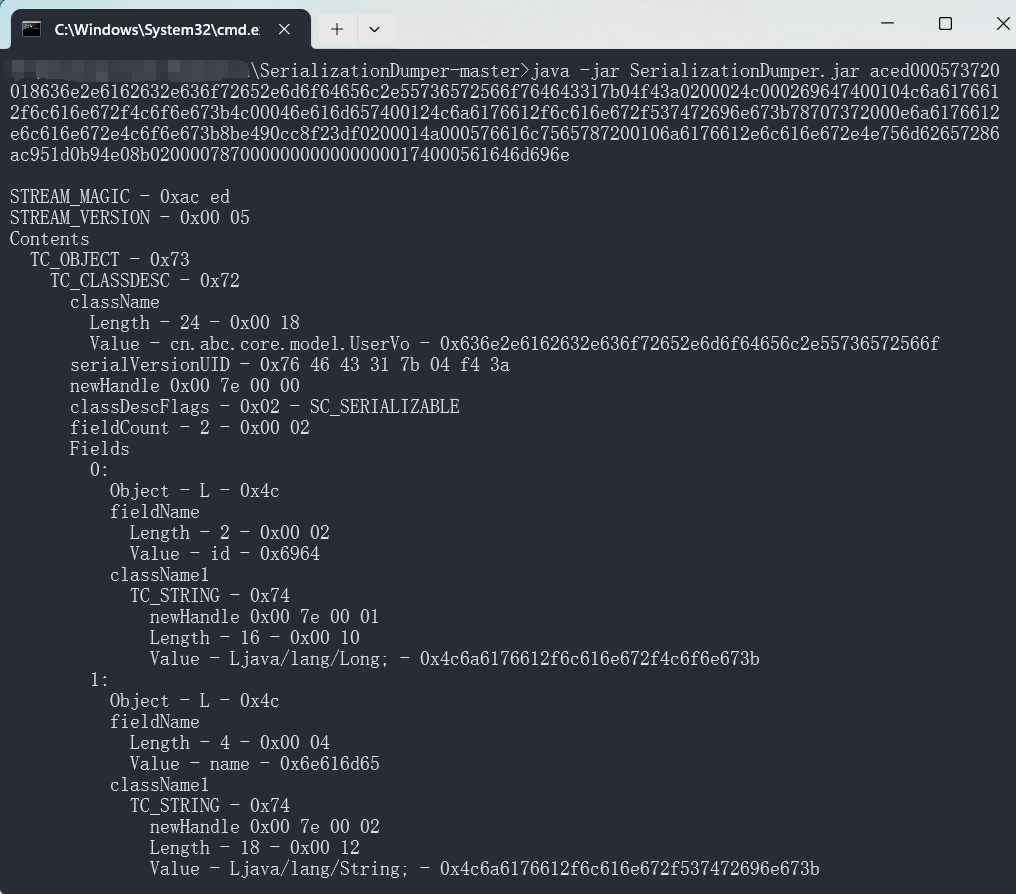 C:\Windows\System32\cmd.e
\SerializationDumper-master>java -jar SerializationDumper.jar aced000573720
018636e2e6162632e636f72652e6d6f64656c2e55736572566f764643317b04f43a0200024c000269647400104c6a6176612
2f6c616e672f4c6f6e673b4c00046e616d657400124c6a6176612f6c616e672f537472696e673b78707372000e6a6176612
e6c616e672e4c6f6e673b8be490cc8f23df0200014a000576616c7565787200106a6176612e6c616e672e4e756d62657286
ac951d0b94e08b0200007870000000000000000174000561646d696e
STREAM_MAGIC - 0xac ed
STREAM_VERSION - 0x00 05
Contents
TC_OBJECT - 0x73
TC_CLASSDESC - 0x72
className
Length - 24 - 0x00 18
Value - cn.abc.core.model.UserVo - 0x636e2e6162632e636f72652e6d6f64656c2e55736572566f
serialVersionUID - 0x76 46 43 31 7b 04 f4 3a
newHandle 0x00 7e 00 00
classDescFlags - 0x02 - SC_SERIALIZABLE
fieldCount - 2 - 0x00 02
Fields
0:
Object - L - 0x4c
fieldName
Length - 2 - 0x00 02
Value - id - 0x6964
className1
TC_STRING - 0x74
newHandle 0x00 7e 00 01
Length - 16 - 0x00 10
Value - Ljava/lang/Long; - 0x4c6a6176612f6c616e672f4c6f6e673b
1:
Object - L - 0x4c
fieldName
Length - 4 - 0x00 04
Value - name - 0x6e616d65
className1
TC_STRING - 0x74
newHandle 0x00 7e 00 02
Length - 18 - 0x00 12
Value - Ljava/lang/String; - 0x4c6a6176612f6c616e672f537472696e673b